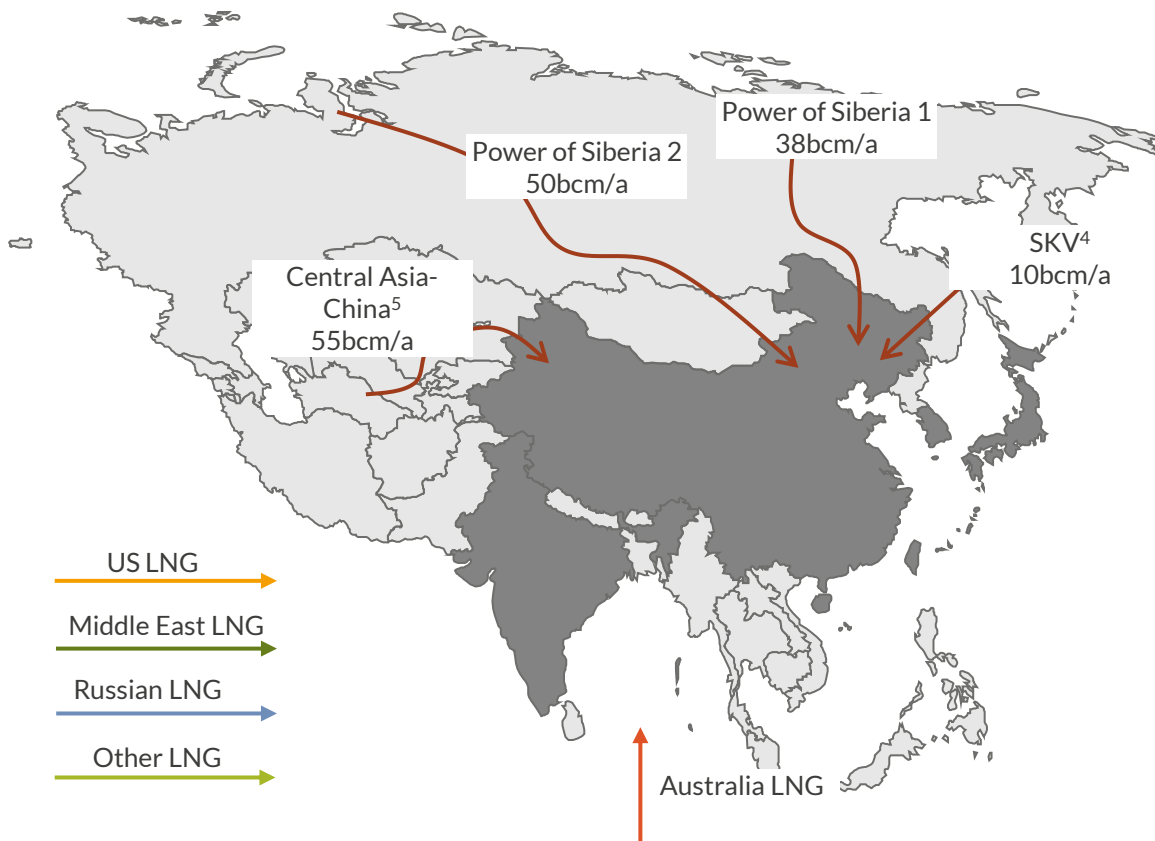 Power of Siberia 1
38bcm/a
Power of Siberia 2
50bcm/a
SKV⁴
10bcm/a
Central Asia-
China⁵
55bcm/a
US LNG
Middle East LNG
Russian LNG
Other LNG
Australia LNG